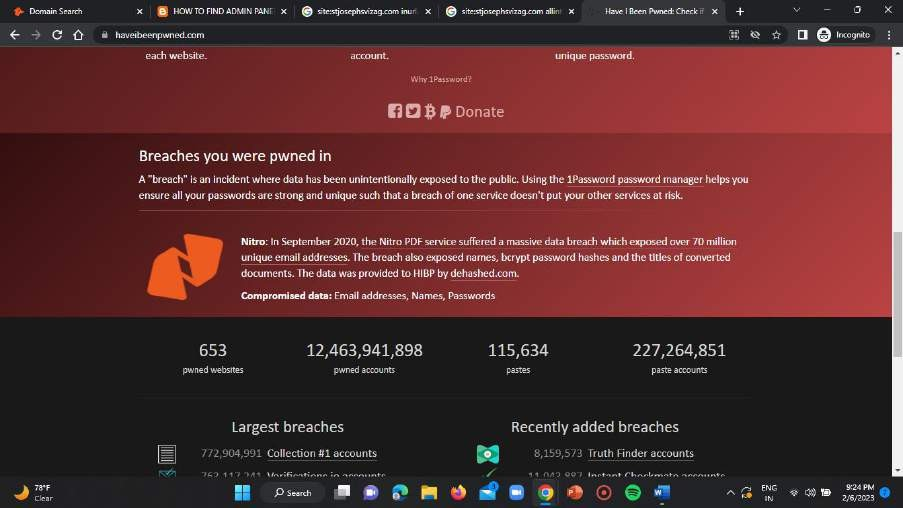 Domain Search
HOW TO FIND ADMIN PANE
site:stjosephsvizag.com inurl
site:stjosephsvizag.com allint
Have I Been Pwned: Check if
haveibeenpwned.com
Incognito
each website.
account.
unique password.
Why 1Password?
Donate
Breaches you were pwned in
A "breach" is an incident where data has been unintentionally exposed to the public. Using the 1Password password manager helps you
ensure all your passwords are strong and unique such that a breach of one service doesn't put your other services at risk.
Nitro: In September 2020, the Nitro PDF service suffered a massive data breach which exposed over 70 million
unique email addresses. The breach also exposed names, bcrypt password hashes and the titles of converted
documents. The data was provided to HIBP by dehashed.com.
Compromised data: Email addresses, Names, Passwords
653
12,463,941,898
115,634
227,264,851
pwned websites
pwned accounts
pastes
paste accounts
Largest breaches
Recently added breaches
772,904,991 Collection #1 accounts
8,159,573 Truth Finder accounts
763,117,241 Verifications.io accounts
11,943,887 Instant Checkmate accounts
78°F
Clear
Search
ENG
IN
9:24 PM
2/6/2023